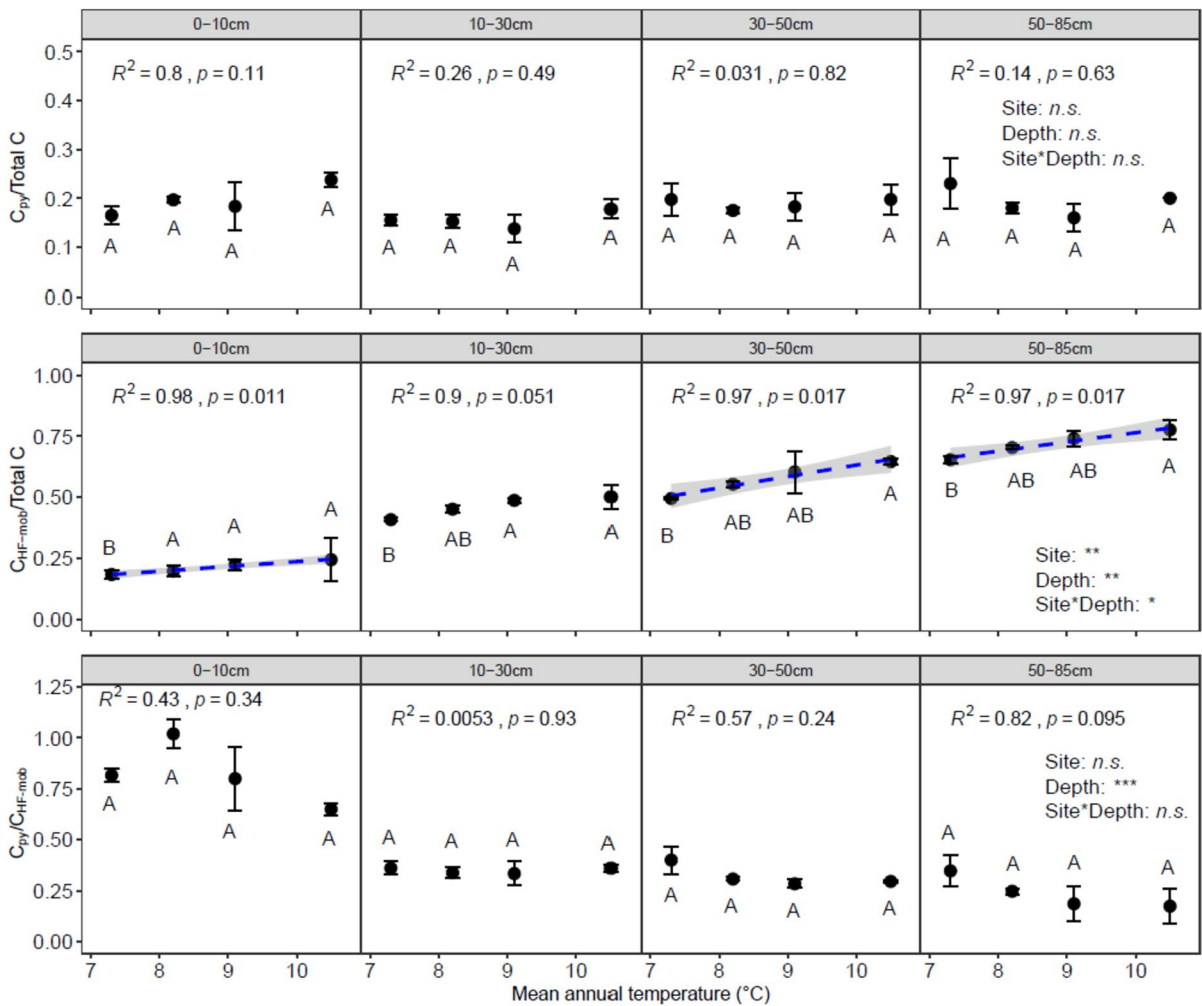 0−10cm 10−30cm 30−50cm 50−85cm
0.5
R² = 0.8 , p = 0.11 R² = 0.26 , p = 0.49 R² = 0.031 , p = 0.82 R² = 0.14 , p = 0.63
0.4
Site: n.s.
Depth: n.s.
Site*Depth: n.s.
0.3
0.2
0.1
0.0
Cpy/Total C
A A A A A A A A A A A A A A A A
0−10cm 10−30cm 30−50cm 50−85cm
1.00
R² = 0.98 , p = 0.011 R² = 0.9 , p = 0.051 R² = 0.97 , p = 0.017 R² = 0.97 , p = 0.017
0.75
0.50
0.25
0.00
CHF−mob/Total C
B A A A B AB A A B AB AB A B AB AB A
Site: **
Depth: **
Site*Depth: *
0−10cm 10−30cm 30−50cm 50−85cm
1.25
R² = 0.43 , p = 0.34 R² = 0.0053 , p = 0.93 R² = 0.57 , p = 0.24 R² = 0.82 , p = 0.095
1.00
Site: n.s.
Depth: ***
Site*Depth: n.s.
0.75
0.50
0.25
0.00
Cpy/CHF-mob
A A A A A A A A A A A A A A A A
7 8 9 10 7 8 9 10 7 8 9 10 7 8 9 10
Mean annual temperature (°C)